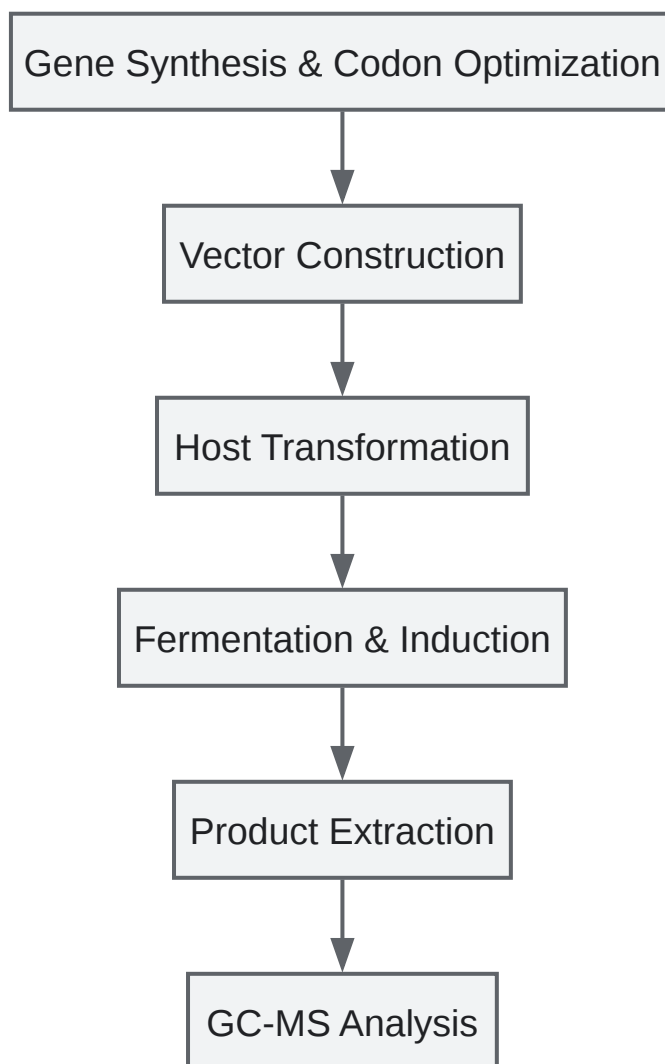 Gene Synthesis & Codon Optimization
Vector Construction
Host Transformation
Fermentation & Induction
Product Extraction
GC-MS Analysis